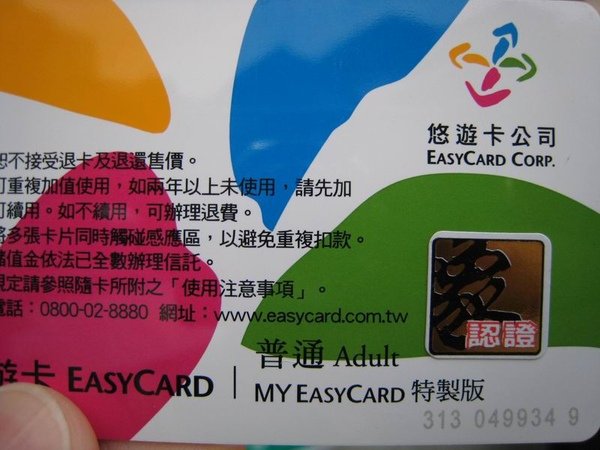 悠遊卡公司
EASYCARD CORP.
恕不接受退卡及退還售價。
可重複加值使用，如兩年以上未使用，請先加
可續用。如不續用，可辦理退費。
將多張卡片同時觸碰感應區，以避免重複扣款。
儲值金依法已全數辦理信託。
規定請參照隨卡所附之「使用注意事項」。
電話：0800-02-8880 網址：www.easycard.com.tw
認證
遊卡 EASYCARD
普通 Adult
MY EASYCARD 特製版
313 049934 9